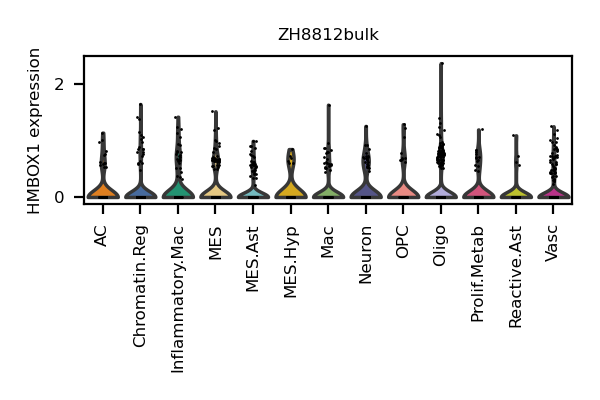 ZH8812bulk
HMBOX1 expression
2
0
AC
Chromatin.Reg
Inflammatory.Mac
MES
MES.Ast
MES.Hyp
Mac
Neuron
OPC
Oligo
Prolif.Metab
Reactive.Ast
Vasc